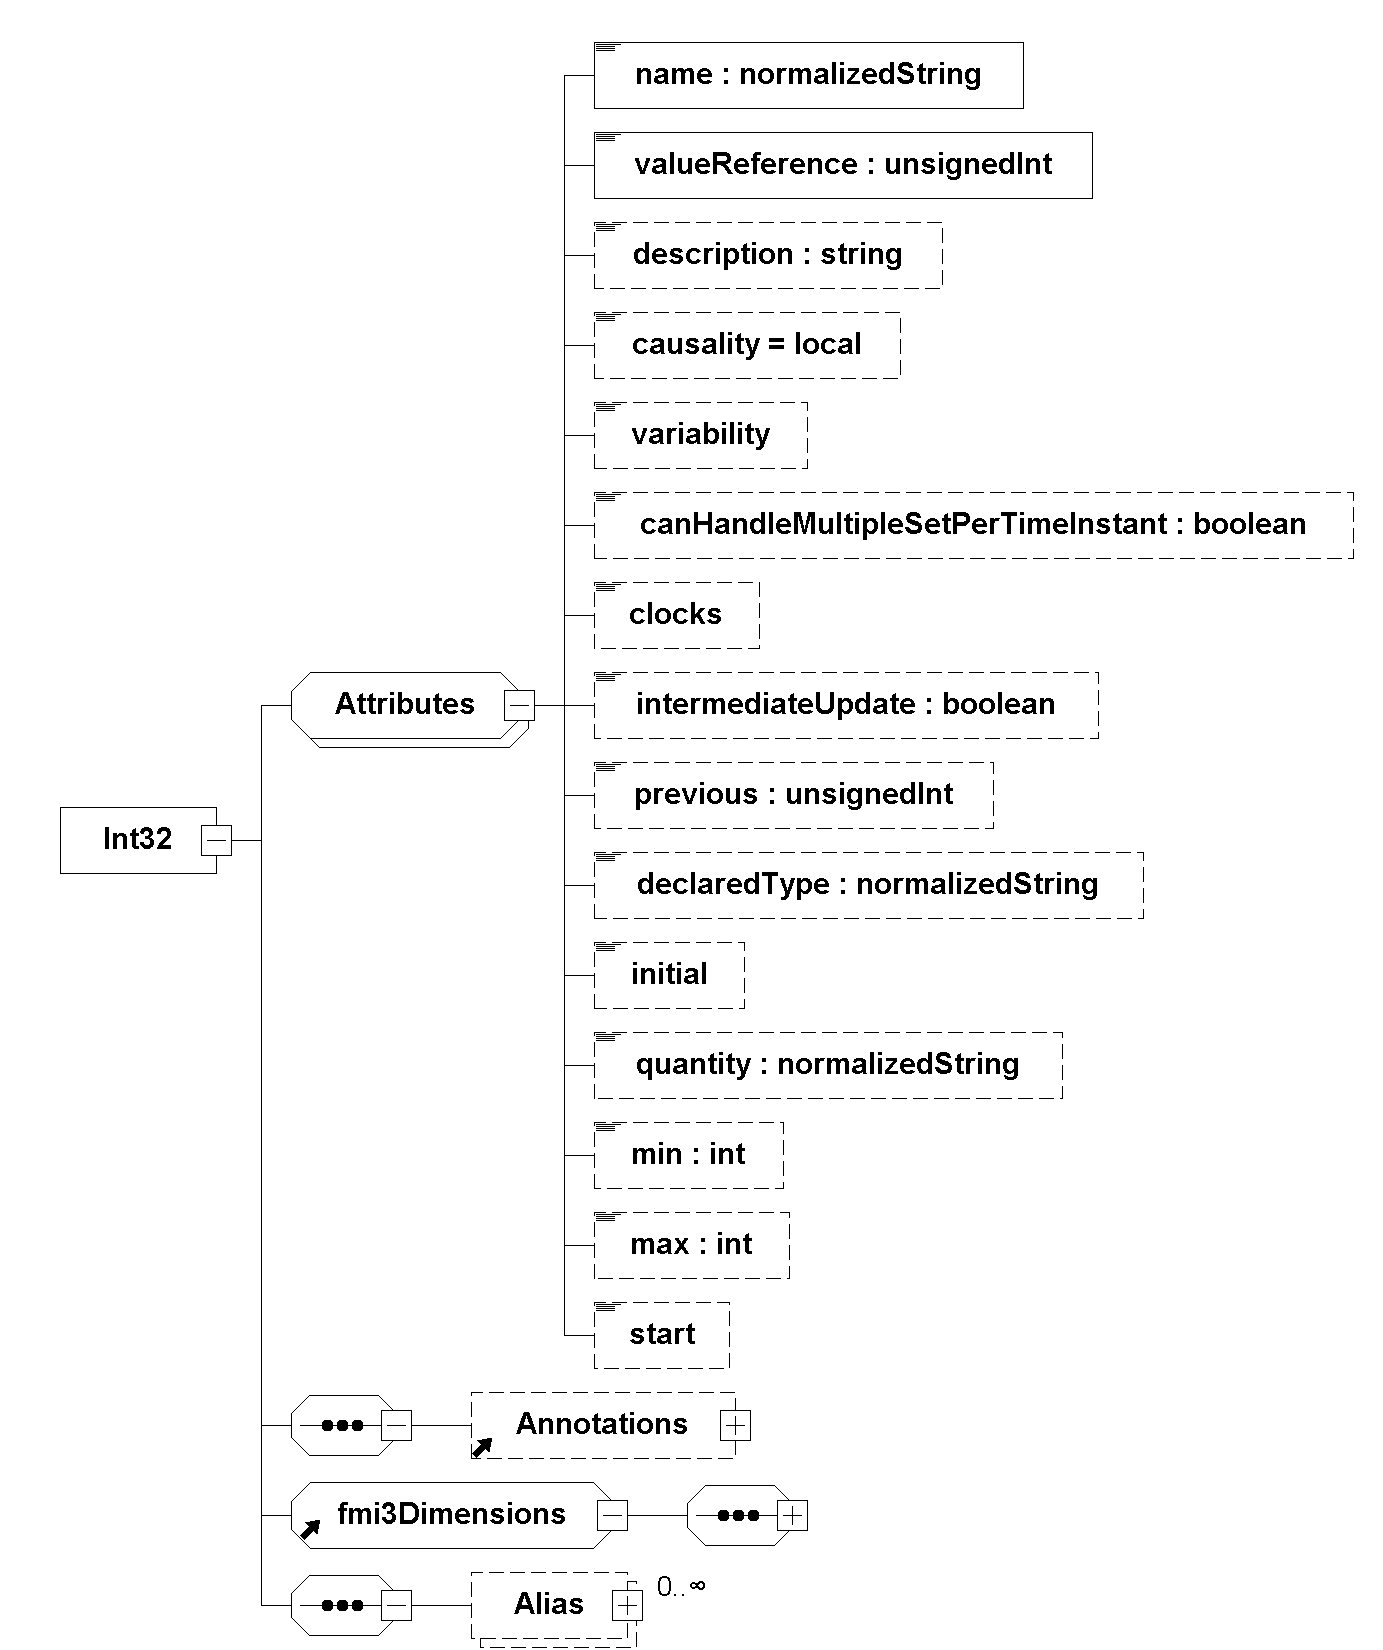 name : normalizedString
valueReference : unsignedInt
description : string
causality = local
variability
canHandleMultipleSetPerTimeInstant : boolean
clocks
Attributes
intermediateUpdate : boolean
previous : unsignedInt
Int32
declaredType : normalizedString
initial
quantity : normalizedString
min : int
max : int
start
Annotations
fmi3Dimensions
Alias
0..∞